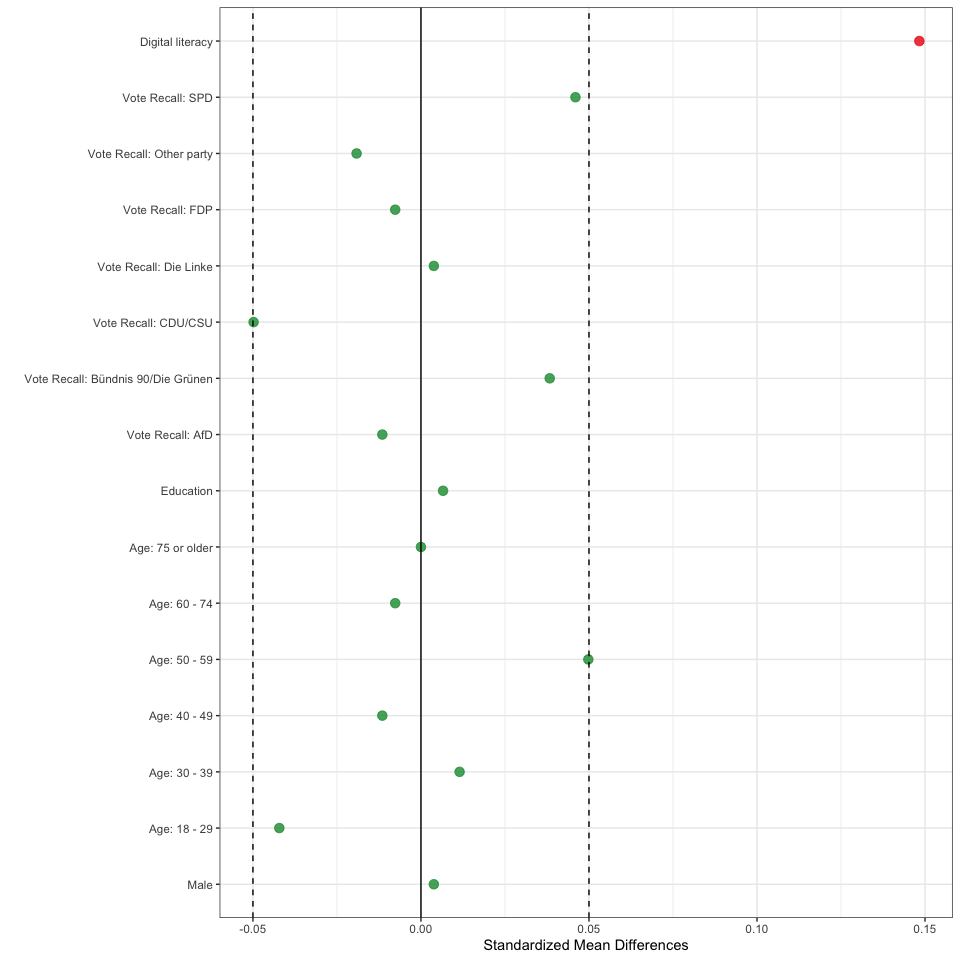 Digital literacy
Vote Recall: SPD
Vote Recall: Other party
Vote Recall: FDP
Vote Recall: Die Linke
Vote Recall: CDU/CSU
Vote Recall: Bündnis 90/Die Grünen
Vote Recall: AfD
Education
Age: 75 or older
Age: 60 - 74
Age: 50 - 59
Age: 40 - 49
Age: 30 - 39
Age: 18 - 29
Male
-0.05 0.00 0.05 0.10 0.15
Standardized Mean Differences